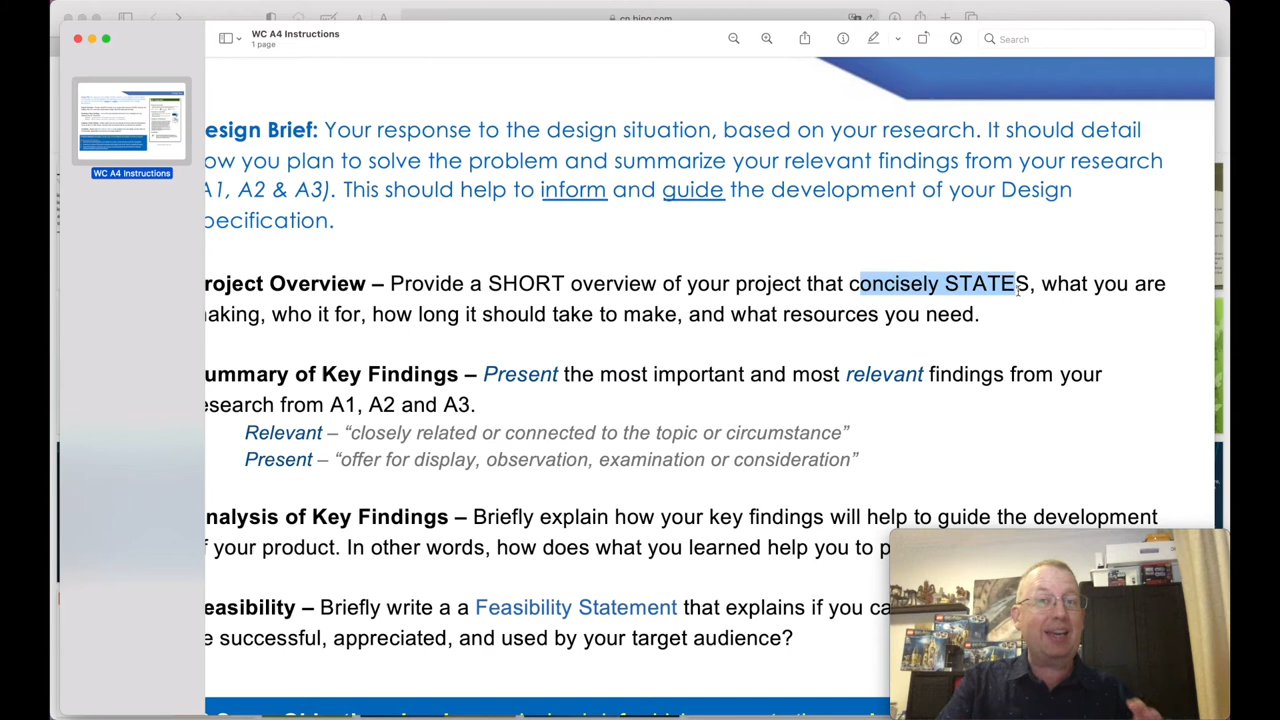 cn.bing.com
WC A4 Instructions
1 page
Search
WC A4 Instructions
esign Brief: Your response to the design situation, based on your research. It should detail
ow you plan to solve the problem and summarize your relevant findings from your research
A1, A2 & A3). This should help to inform and guide the development of your Design
pecification.
roject Overview – Provide a SHORT overview of your project that concisely STATES, what you are
aking, who it for, how long it should take to make, and what resources you need.
ummary of Key Findings – Present the most important and most relevant findings from your
esearch from A1, A2 and A3.
Relevant – “closely related or connected to the topic or circumstance”
Present – “offer for display, observation, examination or consideration”
nalysis of Key Findings – Briefly explain how your key findings will help to guide the development
f your product. In other words, how does what you learned help you to p
easibility – Briefly write a a Feasibility Statement that explains if you ca
e successful, appreciated, and used by your target audience?